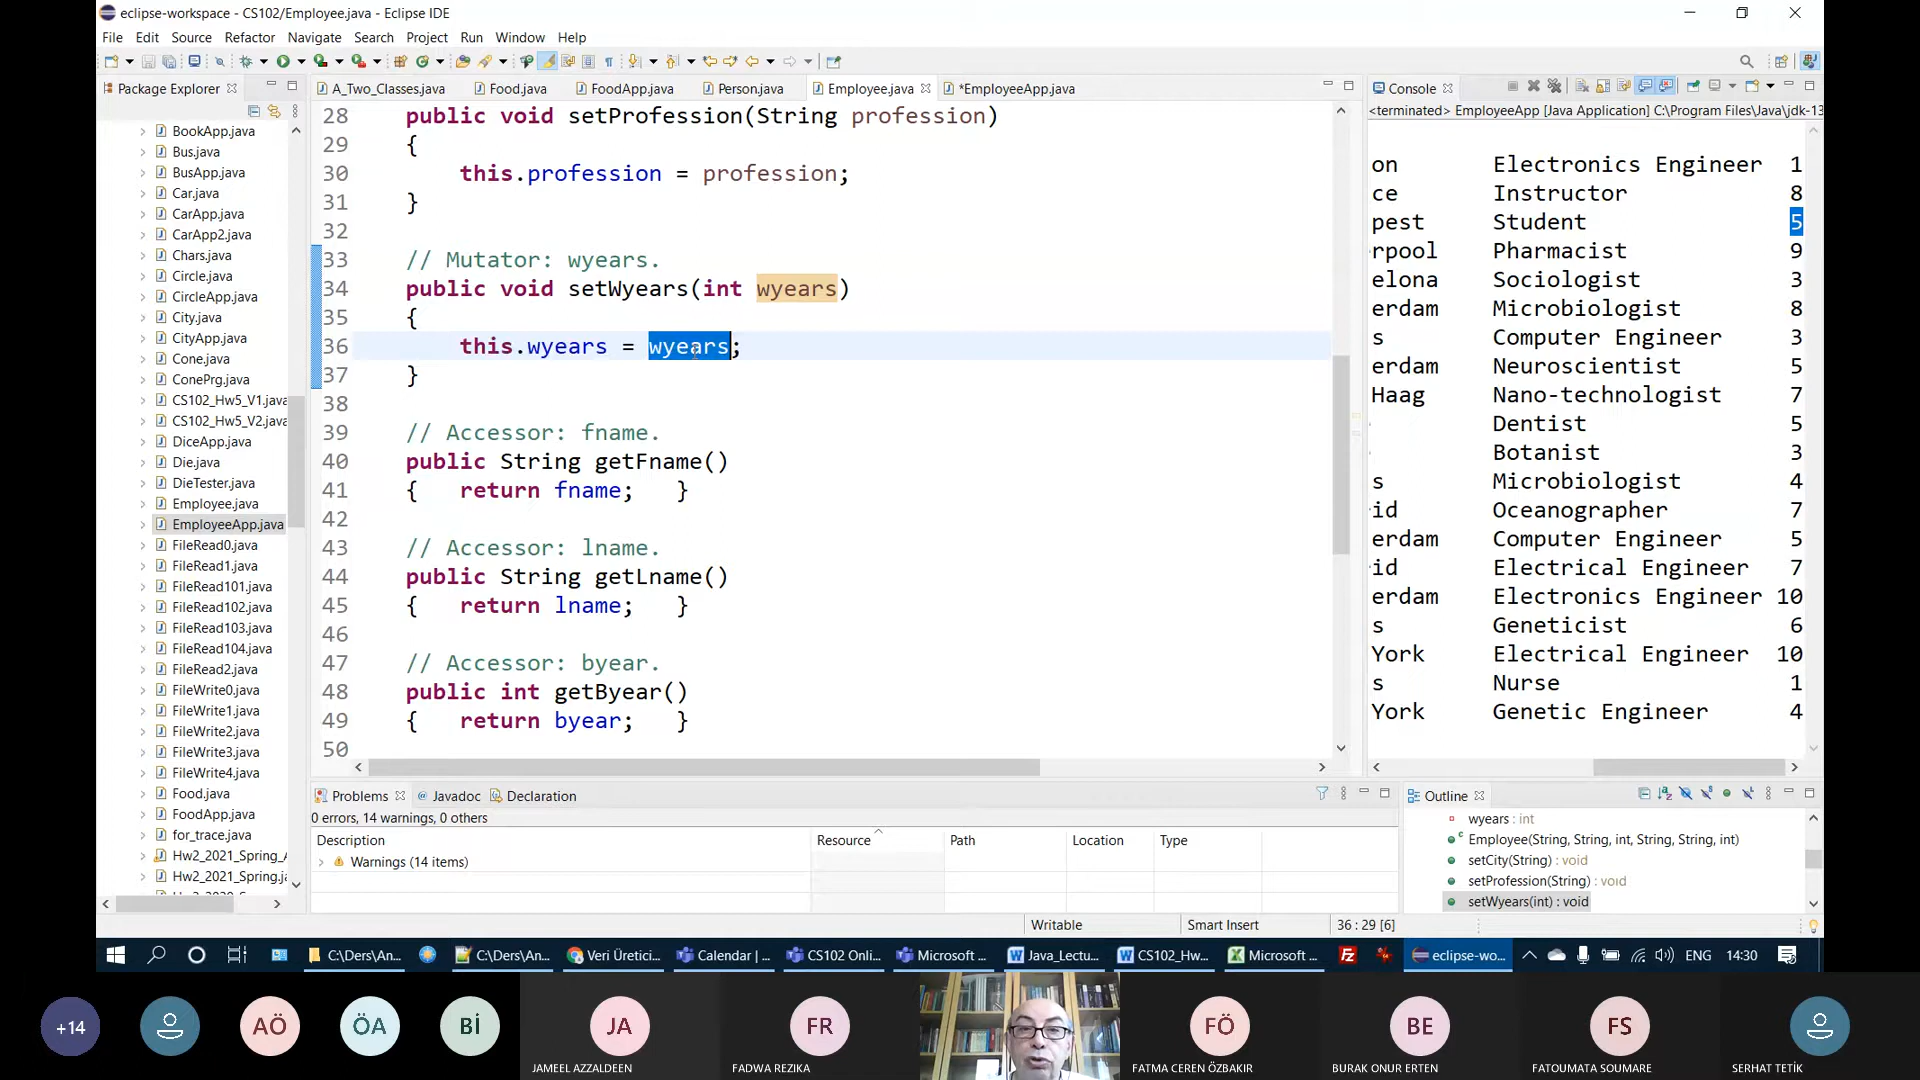 eclipse-workspace - CS102/Employee.java - Eclipse IDE
File Edit Source Refactor Navigate Search Project Run Window Help
Package Explorer
BookApp.java
Bus.java
BusApp.java
Car.java
CarApp.java
CarApp2.java
Chars.java
Circle.java
CircleApp.java
City.java
CityApp.java
Cone.java
ConePrg.java
CS102_Hw5_V1.java
CS102_Hw5_V2.java
DiceApp.java
Die.java
DieTester.java
Employee.java
EmployeeApp.java
FileRead0.java
FileRead1.java
FileRead101.java
FileRead102.java
FileRead103.java
FileRead104.java
FileRead2.java
FileWrite0.java
FileWrite1.java
FileWrite2.java
FileWrite3.java
FileWrite4.java
Food.java
FoodApp.java
for_trace.java
Hw2_2021_Spring_A
Hw2_2021_Spring.ja
A_Two_Classes.java Food.java FoodApp.java Person.java Employee.java *EmployeeApp.java
28 public void setProfession(String profession)
29 {
30 this.profession = profession;
31 }
32
33 // Mutator: wyears.
34 public void setWyears(int wyears)
35 {
36 this.wyears = wyears;
37 }
38
39 // Accessor: fname.
40 public String getFname()
41 { return fname; }
42
43 // Accessor: lname.
44 public String getLname()
45 { return lname; }
46
47 // Accessor: byear.
48 public int getByear()
49 { return byear; }
50
Console
<terminated> EmployeeApp [Java Application] C:\Program Files\Java\jdk-13
on Electronics Engineer 1
ce Instructor 8
pest Student 5
rpool Pharmacist 9
elona Sociologist 3
erdam Microbiologist 8
s Computer Engineer 3
erdam Neuroscientist 5
Haag Nano-technologist 7
Dentist 5
Botanist 3
s Microbiologist 4
id Oceanographer 7
erdam Computer Engineer 5
id Electrical Engineer 7
erdam Electronics Engineer 10
s Geneticist 6
York Electrical Engineer 10
s Nurse 1
York Genetic Engineer 4
Problems @ Javadoc Declaration
0 errors, 14 warnings, 0 others
Description Resource Path Location Type
Warnings (14 items)
Outline
wyears : int
Employee(String, String, int, String, String, int)
setCity(String) : void
setProfession(String) : void
setWyears(int) : void
Writable Smart Insert 36 : 29 [6]
C:\Ders\An... C:\Ders\An... Veri Üretici... Calendar | ... CS102 Onli... Microsoft ... Java_Lectu... CS102_Hw... Microsoft ... eclipse-wo... ENG 14:30
+14 AÖ ÖA Bİ JA FR FÖ BE FS
JAMEEL AZZALDEEN FADWA REZIKA FATMA CEREN ÖZBAKIR BURAK ONUR ERTEN FATOUMATA SOUMARE SERHAT TETİK